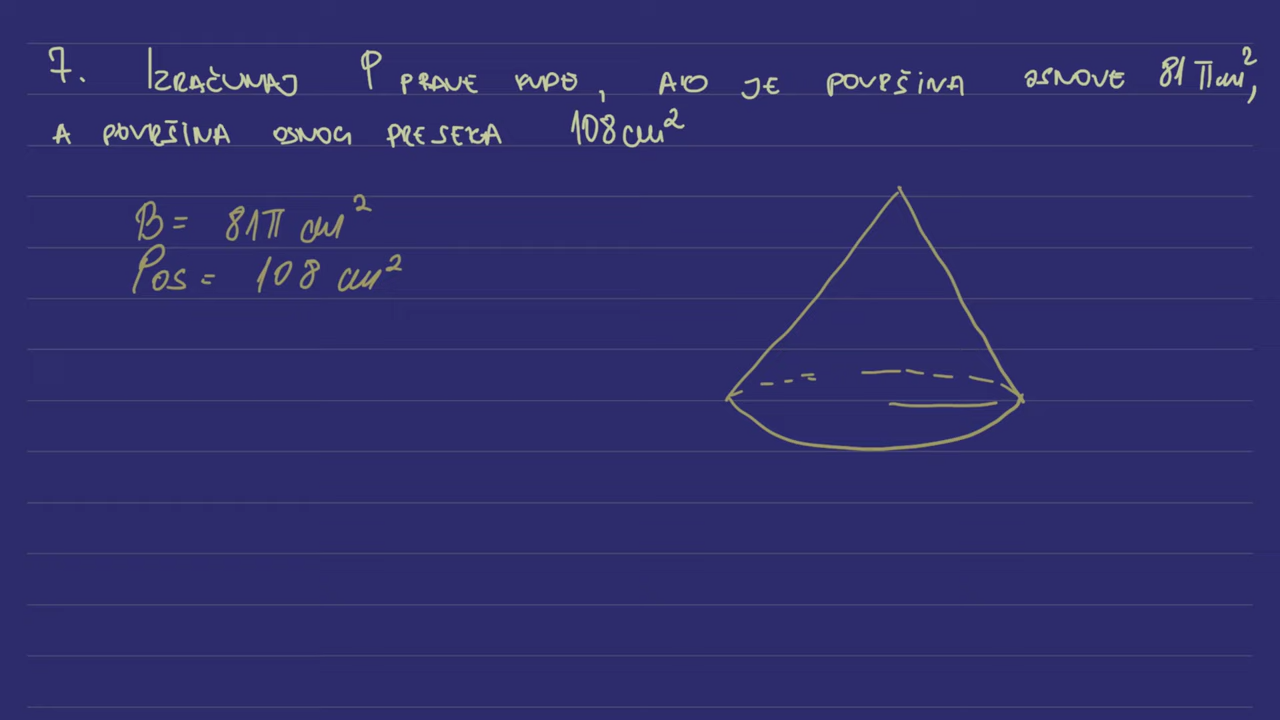 7. IZRAČUNAJ P PRAVE KUPE, AKO JE POVRŠINA OSNOVE 81π cm²,
A POVRŠINA OSNOG PRESEKA 108 cm²
B = 81π cm²
Pos = 108 cm²